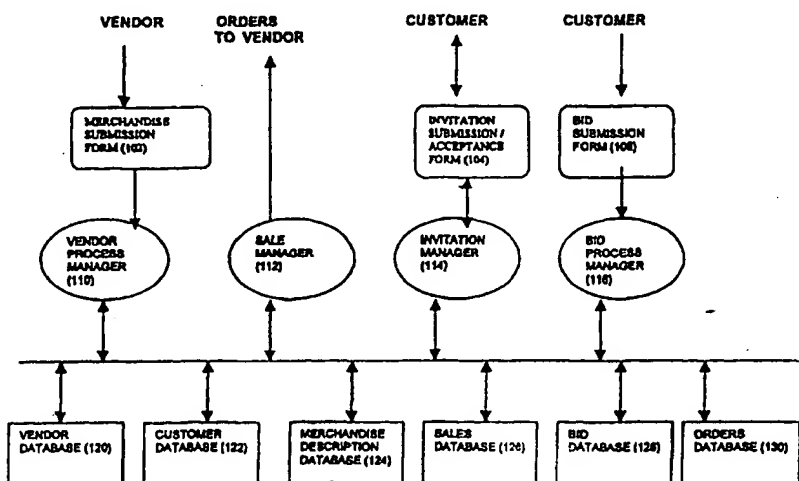 VENDOR
ORDERS
TO VENDOR
CUSTOMER
CUSTOMER
MERCHANDISE
SUBMISSION
FORM (102)
INVITATION
SUBMISSION /
ACCEPTANCE
FORM (104)
BID
SUBMISSION
FORM (106)
VENDOR
PROCESS
MANAGER
(110)
SALE
MANAGER
(112)
INVITATION
MANAGER
(114)
BID
PROCESS
MANAGER
(116)
VENDOR
DATABASE (120)
CUSTOMER
DATABASE (122)
MERCHANDISE
DESCRIPTION
DATABASE (124)
SALES
DATABASE (126)
BID
DATABASE (128)
ORDERS
DATABASE (130)